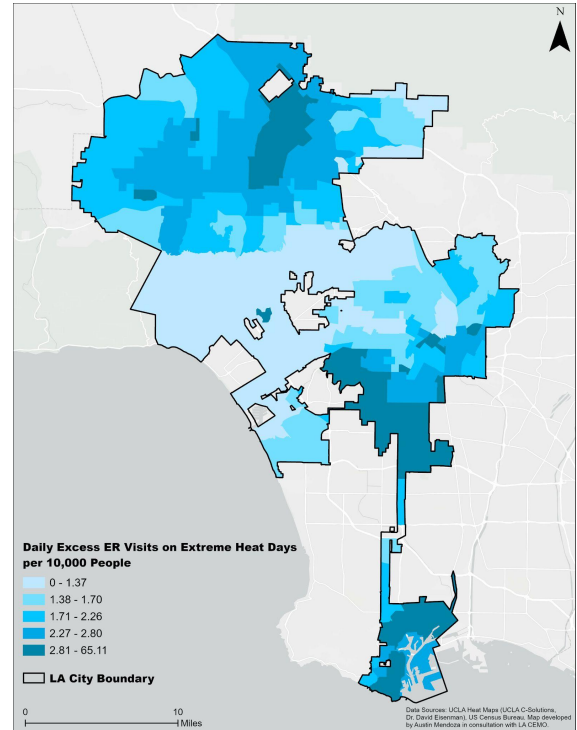 N
Daily Excess ER Visits on Extreme Heat Days
per 10,000 People
0 - 1.37
1.38 - 1.70
1.71 - 2.26
2.27 - 2.80
2.81 - 65.11
LA City Boundary
0 10
Miles
Data Sources: UCLA Heat Maps (UCLA C-Solutions,
Dr. David Eisenman), US Census Bureau. Map developed
by Austin Mendoza in consultation with LA CEMO.